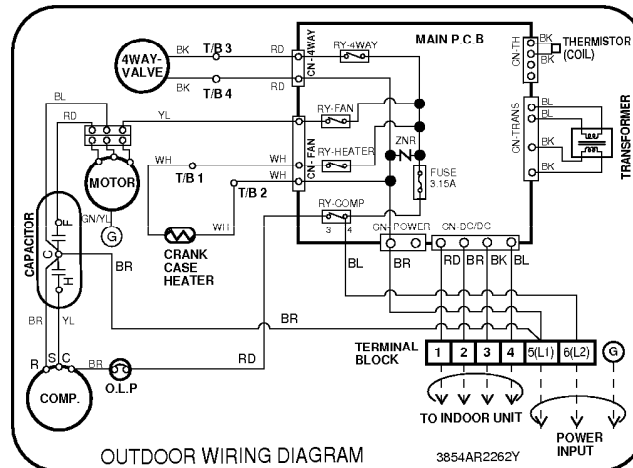 MAIN P.C.B
4WAY-
VALVE
BK
T/B 3
RD
BK
T/B 4
RD
CN-4WAY
RY-4WAY
CN-TH
BK
BK
THERMISTOR
(COIL)
BL
RD
YL
RY-FAN
CN-TRANS
BL
BL
BK
BK
TRANSFORMER
ZNR
MOTOR
WH
T/B 1
WH
CN-FAN
RY-HEATER
WH
T/B 2
FUSE
3.15A
GN/YL
G
WH
RY-COMP
3 4
CN-POWER
CN-DC/DC
CAPACITOR
F
C
H
CRANK
CASE
HEATER
BR
BL
BR
RD
BR
BK
BL
BR
YL
BR
TERMINAL
BLOCK
1
2
3
4
5(L1)
6(L2)
G
R
S
C
BR
O.L.P
RD
COMP.
TO INDOOR UNIT
POWER
INPUT
OUTDOOR WIRING DIAGRAM
3854AR2262Y